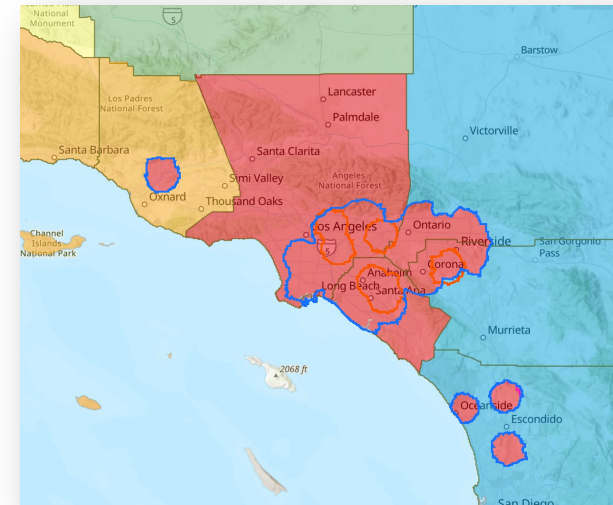 National
Monument
5
Barstow
Lancaster
Los Padres
National Forest
Palmdale
Victorville
Santa Barbara
Santa Clarita
Angeles
National Forest
Simi Valley
Oxnard
Thousand Oaks
Los Angeles
Ontario
Channel
Islands
National Park
5
Riverside
San Gorgonio
Pass
Corona
Anaheim
Long Beach
Santa Ana
Murrieta
2068 ft
Oceanside
Escondido
San Diego